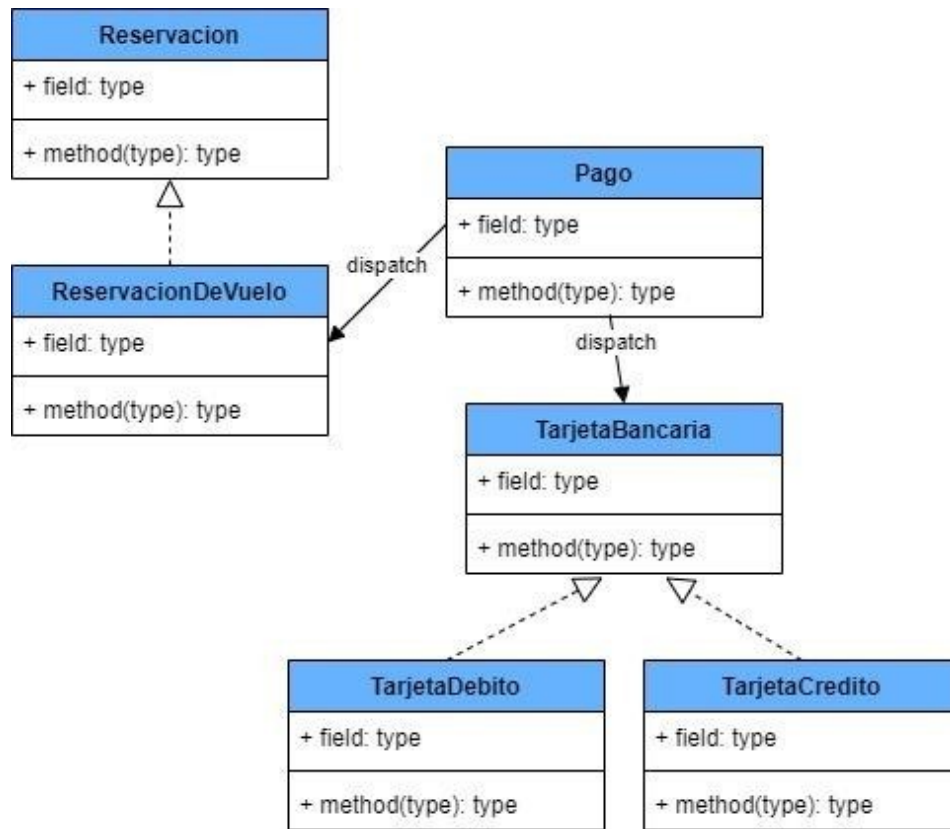 Reservacion
+ field: type
+ method(type): type
Pago
+ field: type
+ method(type): type
dispatch
ReservacionDeVuelo
+ field: type
+ method(type): type
dispatch
TarjetaBancaria
+ field: type
+ method(type): type
TarjetaDebito
+ field: type
+ method(type): type
TarjetaCredito
+ field: type
+ method(type): type